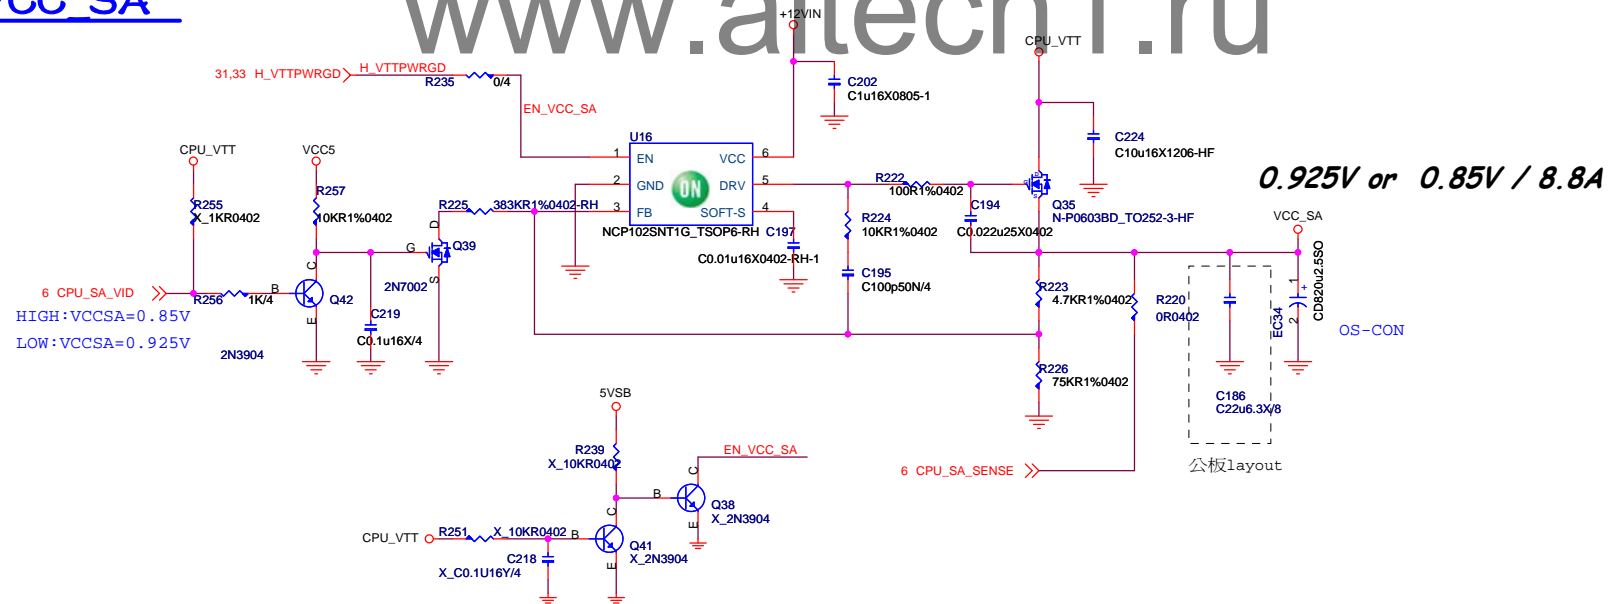 VCC_SA
www.aitech1.ru
+12VIN
CPU_VTT
31,33 H_VTTPWRGD
H_VTTPWRGD
R235
0/4
C202
C1u16X0805-1
EN_VCC_SA
C224
C10u16X1206-HF
U16
CPU_VTT
VCC5
1
EN
VCC
6
2
GND
ON
DRV
5
3
FB
SOFT-S
4
NCP102SNT1G_TSOP6-RH
R255
X_1KR0402
R257
10KR1%0402
R225
383KR1%0402-RH
R222
100R1%0402
R224
10KR1%0402
C194
C0.022u25X0402
Q35
N-P0603BD_TO252-3-HF
0.925V or 0.85V / 8.8A
VCC_SA
C197
C0.01u16X0402-RH-1
C195
C100p50N/4
D
G
S
Q39
2N7002
6 CPU_SA_VID
R256
1K/4
B
C
E
Q42
2N3904
HIGH:VCCSA=0.85V
LOW:VCCSA=0.925V
C219
C0.1u16X/4
R223
4.7KR1%0402
R220
0R0402
R226
75KR1%0402
C186
C22u6.3X/8
公板layout
EC34
1
+
2
CD820u2.5SO
OS-CON
5VSB
R239
X_10KR0402
EN_VCC_SA
B
C
E
Q38
X_2N3904
6 CPU_SA_SENSE
CPU_VTT
R251
X_10KR0402
B
C
E
Q41
X_2N3904
C218
X_C0.1U16Y/4